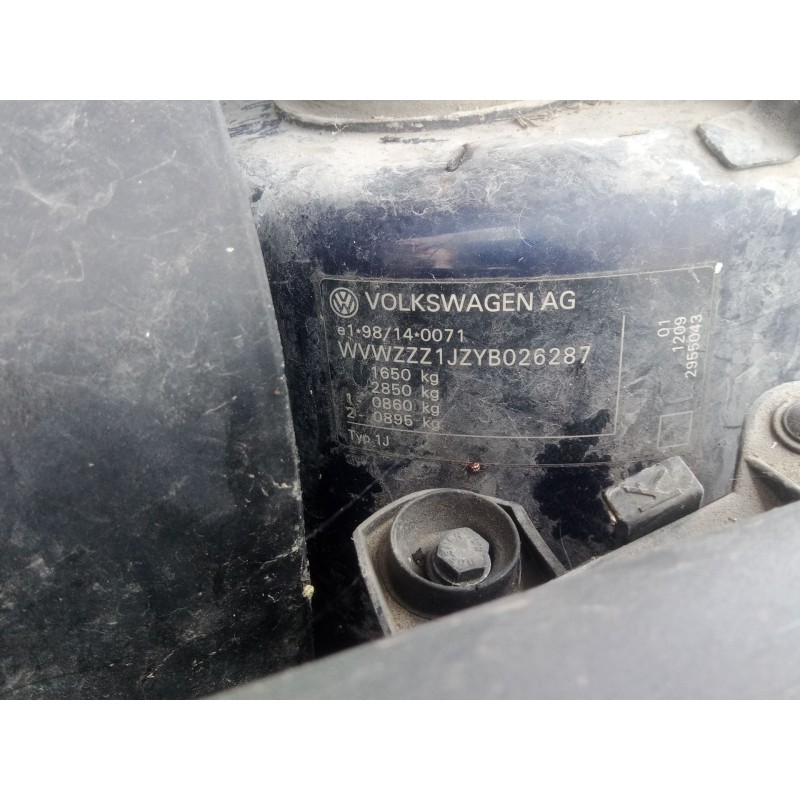 VOLKSWAGEN AG
e1*98/14*0071
WVWZZZ1JZYB026287
1650 kg
2850 kg
1- 0860 kg
2- 0895 kg
Typ 1J
01
1209
2955043